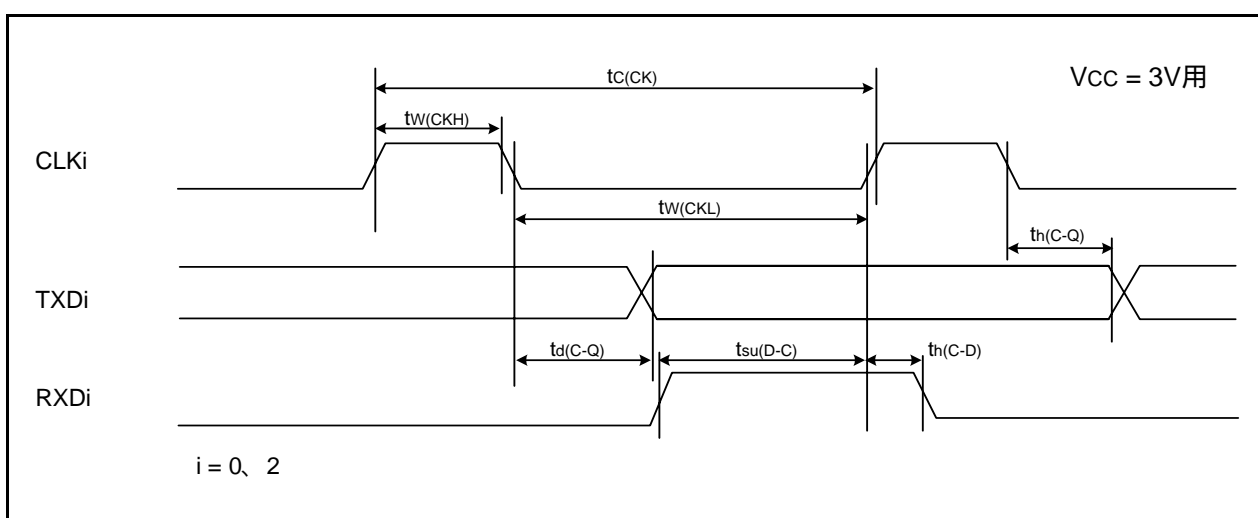 tC(CK)
VCC = 3V用
tW(CKH)
CLKi
tW(CKL)
th(C-Q)
TXDi
td(C-Q)
tsu(D-C)
th(C-D)
RXDi
i = 0、 2